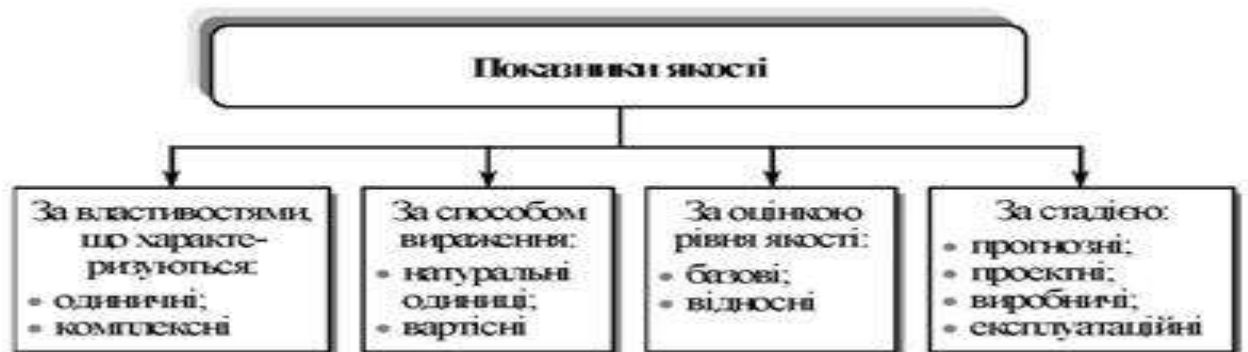 Показники якості
За властивостями,
що характе-
ризуються:
• одиничні;
• комплексні
За способом
вираження:
• натуральні
одиниці;
• вартісні
За оцінкою
рівня якості:
• базові;
• відносні
За стадією:
• прогнозні;
• проектні;
• виробничі;
• експлуатаційні